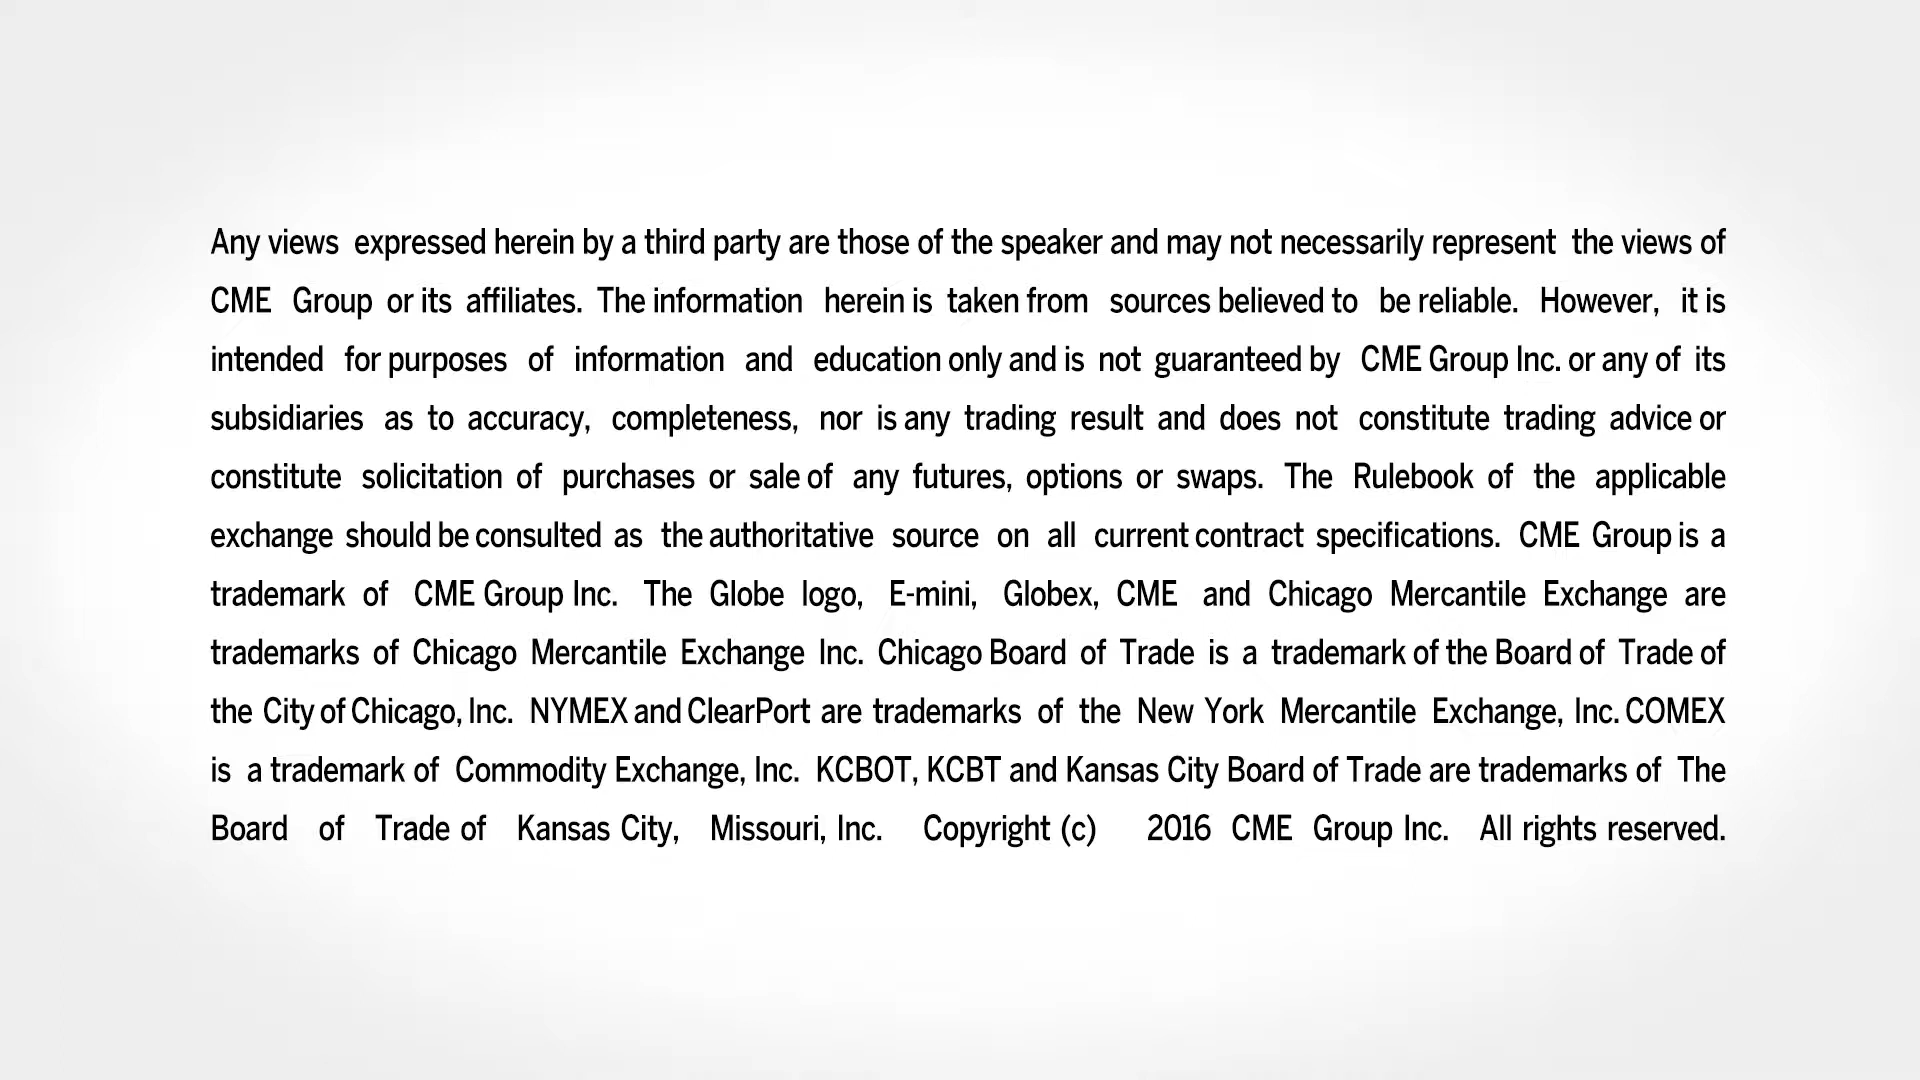 Any views expressed herein by a third party are those of the speaker and may not necessarily represent the views of
CME Group or its affiliates. The information herein is taken from sources believed to be reliable. However, it is
intended for purposes of information and education only and is not guaranteed by CME Group Inc. or any of its
subsidiaries as to accuracy, completeness, nor is any trading result and does not constitute trading advice or
constitute solicitation of purchases or sale of any futures, options or swaps. The Rulebook of the applicable
exchange should be consulted as the authoritative source on all current contract specifications. CME Group is a
trademark of CME Group Inc. The Globe logo, E-mini, Globex, CME and Chicago Mercantile Exchange are
trademarks of Chicago Mercantile Exchange Inc. Chicago Board of Trade is a trademark of the Board of Trade of
the City of Chicago, Inc. NYMEX and ClearPort are trademarks of the New York Mercantile Exchange, Inc. COMEX
is a trademark of Commodity Exchange, Inc. KCBOT, KCBT and Kansas City Board of Trade are trademarks of The
Board of Trade of Kansas City, Missouri, Inc. Copyright (c) 2016 CME Group Inc. All rights reserved.